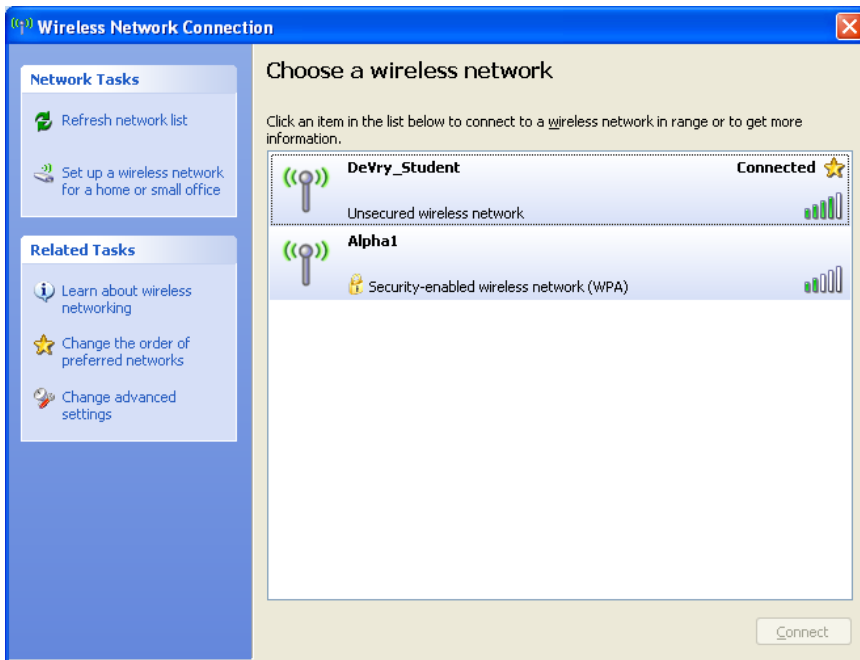 Wireless Network Connection
Network Tasks
Refresh network list
Set up a wireless network
for a home or small office
Related Tasks
Learn about wireless
networking
Change the order of
preferred networks
Change advanced
settings
Choose a wireless network
Click an item in the list below to connect to a wireless network in range or to get more
information.
DeVry_Student
Connected
Unsecured wireless network
Alpha1
Security-enabled wireless network (WPA)
Connect